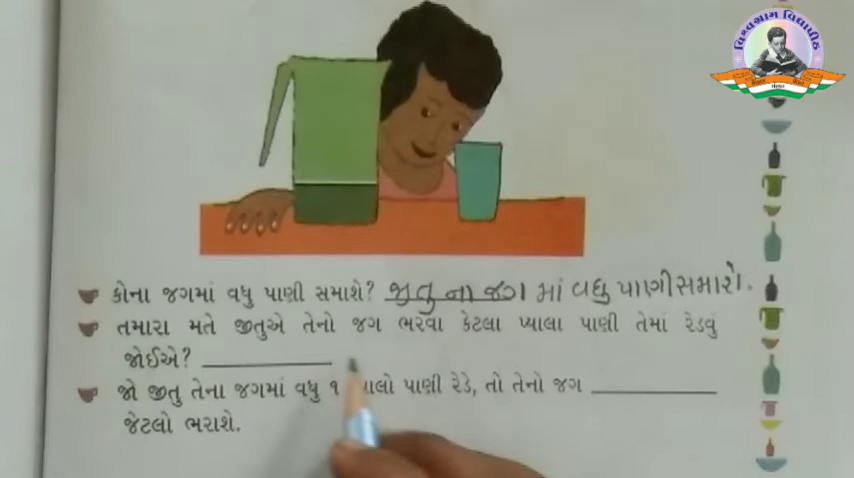 વિશ્વગ્રામ વિદ્યાપીઠ
કોના જગમાં વધુ પાણી સમાશે? જીતુ ના જગ માં વધુ પાણી સમાશે.
તમારા મતે જીતુએ તેનો જગ ભરવા કેટલા પ્યાલા પાણી તેમાં રેડવું
જોઈએ?
જો જીતુ તેના જગમાં વધુ ૧ પ્યાલો પાણી રેડે, તો તેનો જગ
જેટલો ભરાશે.